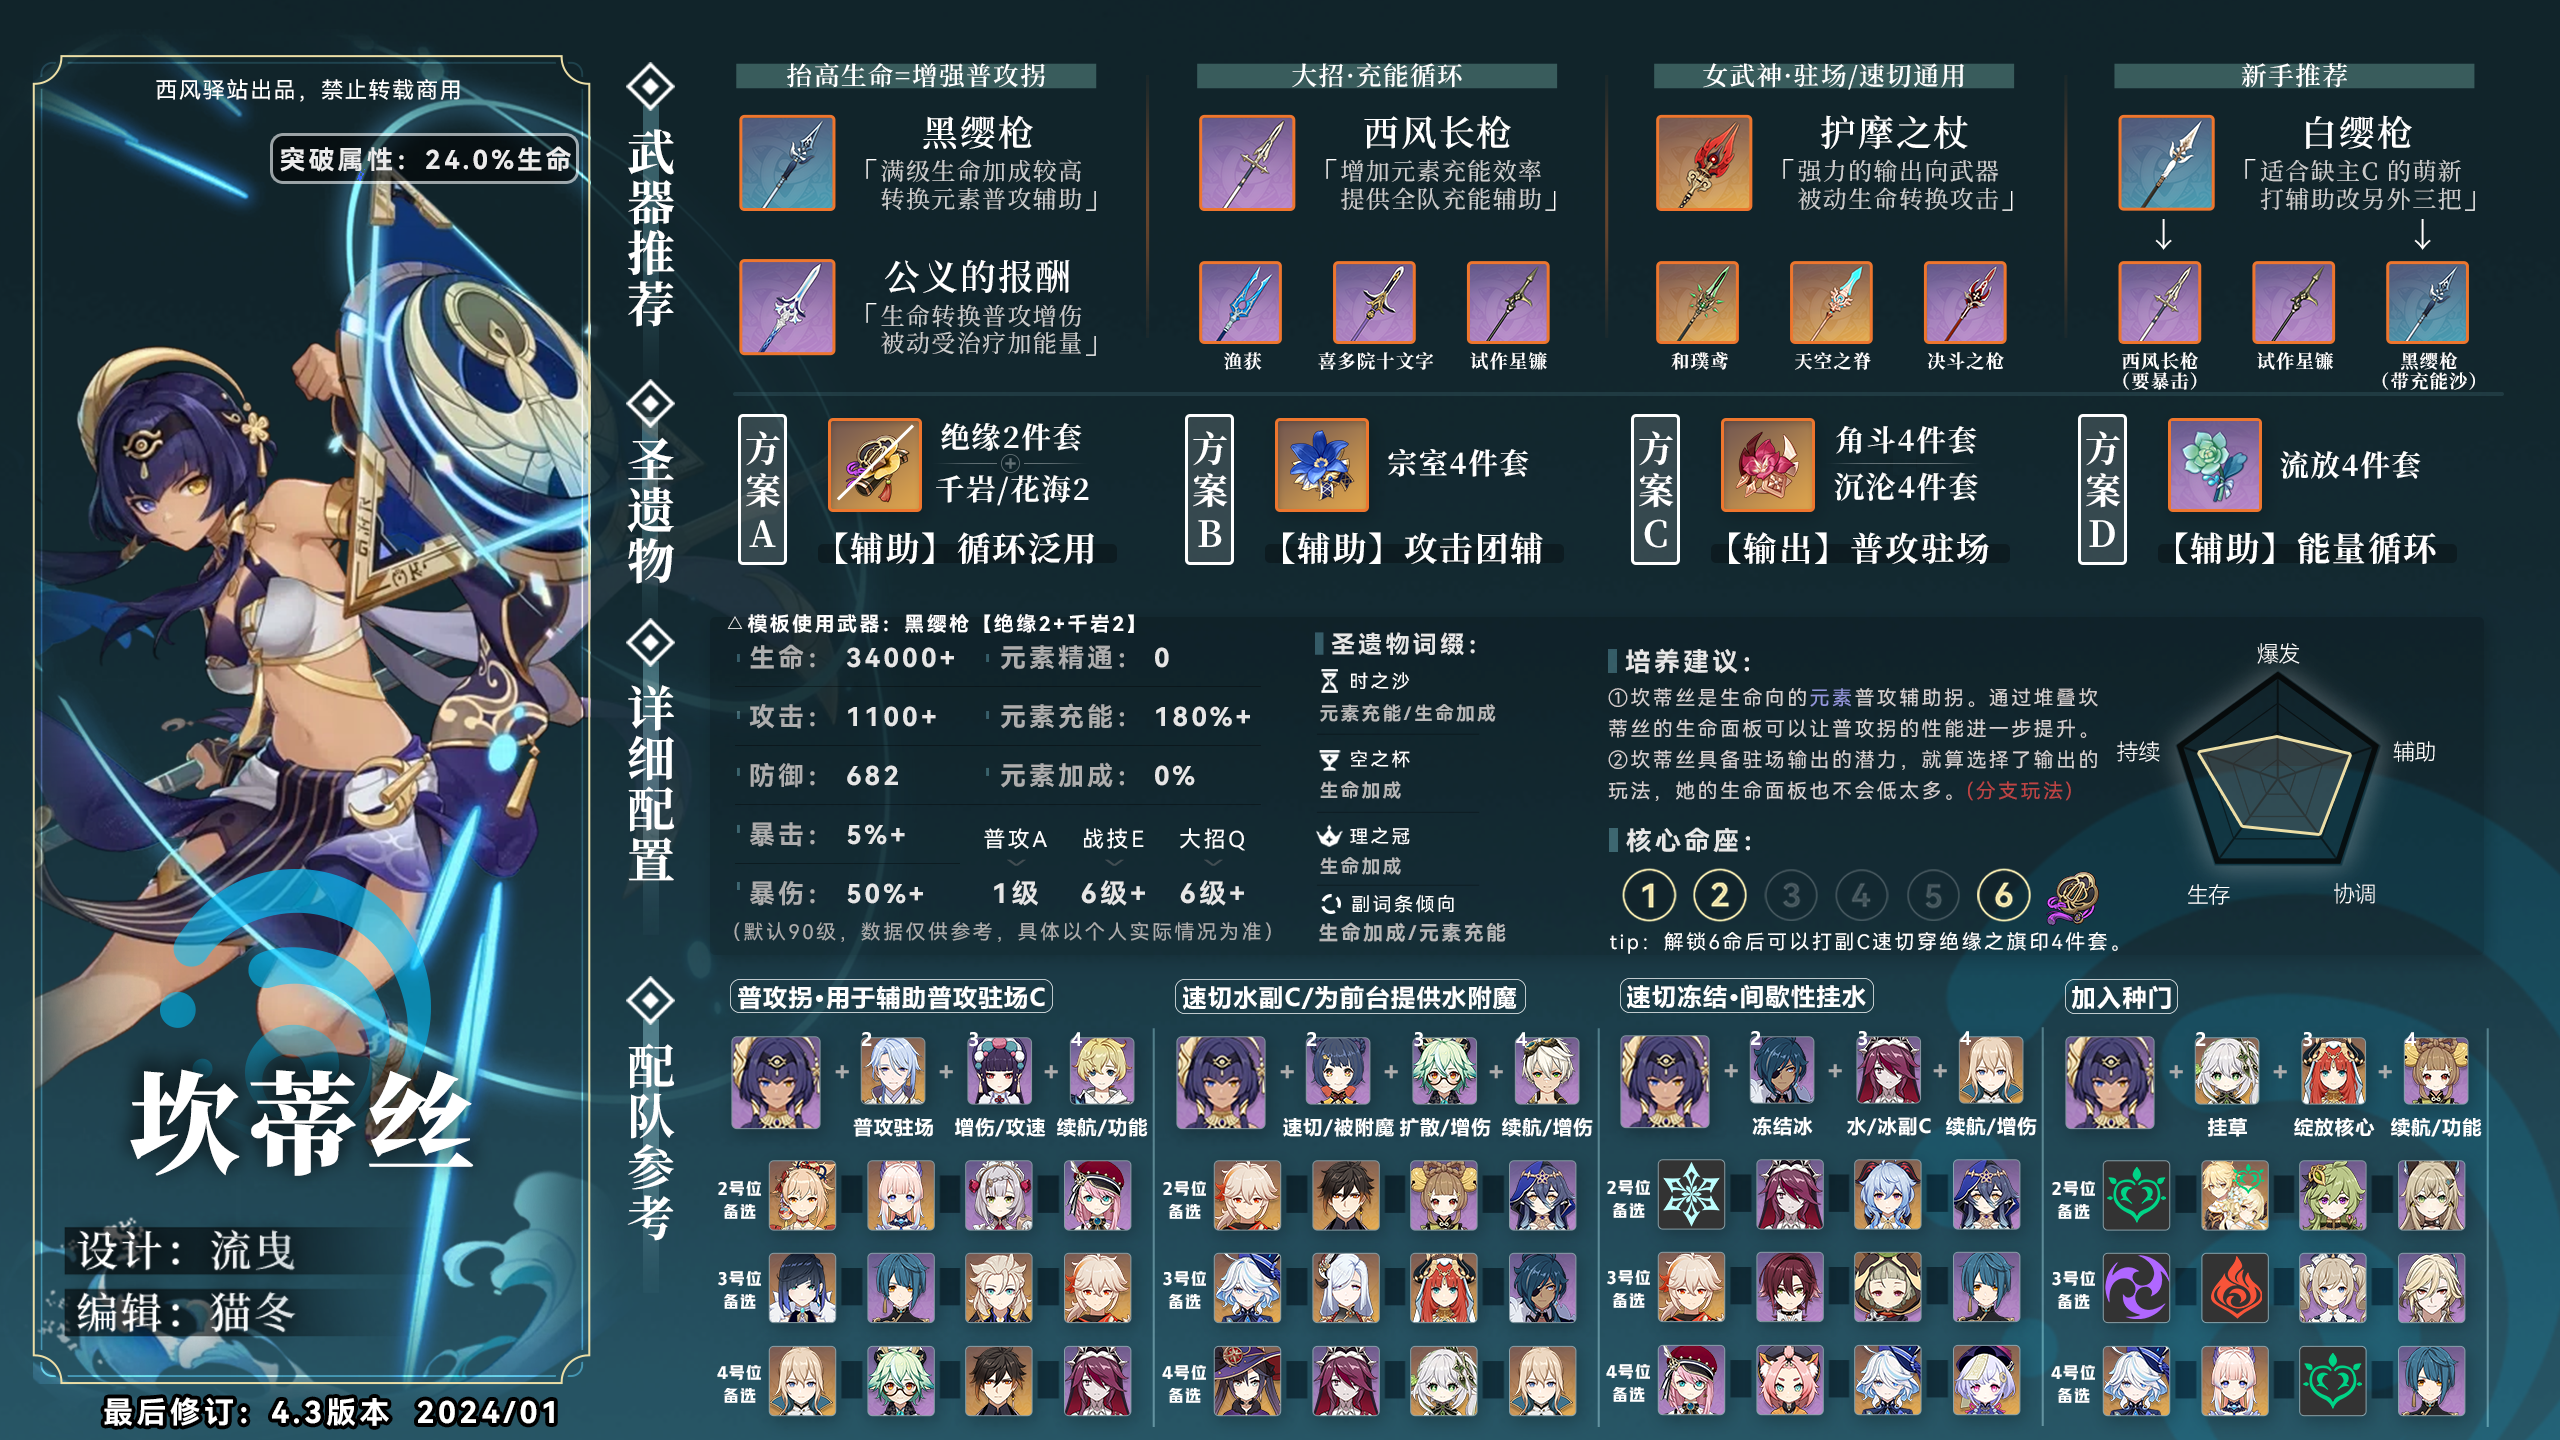 西风驿站出品，禁止转载商用
突破属性：24.0%生命
坎蒂丝
设计：流曳
编辑：猫冬
最后修订：4.3版本 2024/01
武器推荐
抬高生命=增强普攻拐
黑缨枪
「满级生命加成较高
转换元素普攻辅助」
公义的报酬
「生命转换普攻增伤
被动受治疗加能量」
大招·充能循环
西风长枪
「增加元素充能效率
提供全队充能辅助」
渔获
喜多院十文字
试作星镰
女武神·驻场/速切通用
护摩之杖
「强力的输出向武器
被动生命转换攻击」
和璞鸢
天空之脊
决斗之枪
新手推荐
白缨枪
「适合缺主C 的萌新
打辅助改另外三把」
↓ ↓
西风长枪
（要暴击）
试作星镰
黑缨枪
（带充能沙）
圣遗物
方案A
绝缘2件套
千岩/花海2
【辅助】循环泛用
方案B
宗室4件套
【辅助】攻击团辅
方案C
角斗4件套
沉沦4件套
【输出】普攻驻场
方案D
流放4件套
【辅助】能量循环
详细配置
△模板使用武器：黑缨枪【绝缘2+千岩2】
生命： 34000+ 元素精通： 0
攻击： 1100+ 元素充能： 180%+
防御： 682 元素加成： 0%
暴击： 5%+ 普攻A 战技E 大招Q
暴伤： 50%+ 1级 6级+ 6级+
（默认90级，数据仅供参考，具体以个人实际情况为准）
圣遗物词缀：
时之沙
元素充能/生命加成
空之杯
生命加成
理之冠
生命加成
副词条倾向
生命加成/元素充能
培养建议：
①坎蒂丝是生命向的元素普攻辅助拐。通过堆叠坎
蒂丝的生命面板可以让普攻拐的性能进一步提升。
②坎蒂丝具备驻场输出的潜力，就算选择了输出的
玩法，她的生命面板也不会低太多。(分支玩法)
核心命座：
1 2 3 4 5 6
tip：解锁6命后可以打副C速切穿绝缘之旗印4件套。
爆发
持续
辅助
生存
协调
配队参考
普攻拐•用于辅助普攻驻场C
+ 2 + 3 + 4
普攻驻场 增伤/攻速 续航/功能
2号位
备选
3号位
备选
4号位
备选
速切水副C/为前台提供水附魔
+ 2 + 3 + 4
速切/被附魔 扩散/增伤 续航/增伤
2号位
备选
3号位
备选
4号位
备选
速切冻结•间歇性挂水
+ 2 + 3 + 4
冻结冰 水/冰副C 续航/增伤
2号位
备选
3号位
备选
4号位
备选
加入种门
+ 2 + 3 + 4
挂草 绽放核心 续航/功能
2号位
备选
3号位
备选
4号位
备选